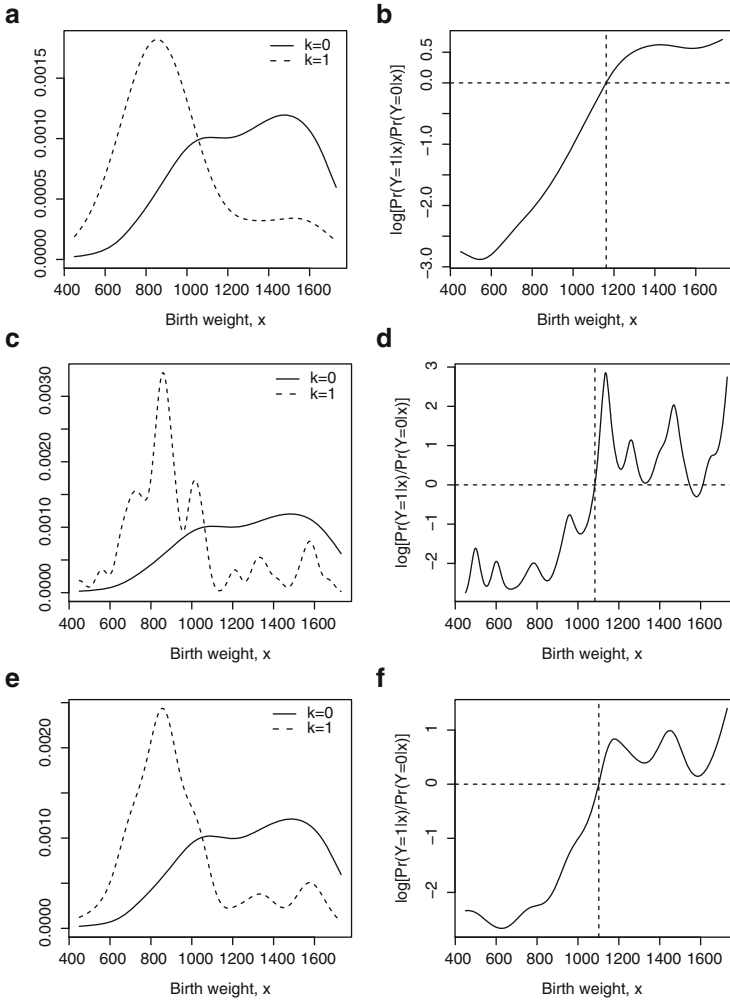 a
k=0
k=1
0.0000 0.0005 0.0010 0.0015
400 600 800 1000 1200 1400 1600
Birth weight, x
b
log[Pr(Y=1|x)/Pr(Y=0|x)]
-3.0 -2.0 -1.0 0.0 0.5
400 600 800 1000 1200 1400 1600
Birth weight, x
c
k=0
k=1
0.0000 0.0010 0.0020 0.0030
400 600 800 1000 1200 1400 1600
Birth weight, x
d
log[Pr(Y=1|x)/Pr(Y=0|x)]
-2 -1 0 1 2 3
400 600 800 1000 1200 1400 1600
Birth weight, x
e
k=0
k=1
0.0000 0.0010 0.0020
400 600 800 1000 1200 1400 1600
Birth weight, x
f
log[Pr(Y=1|x)/Pr(Y=0|x)]
-2 -1 0 1
400 600 800 1000 1200 1400 1600
Birth weight, x